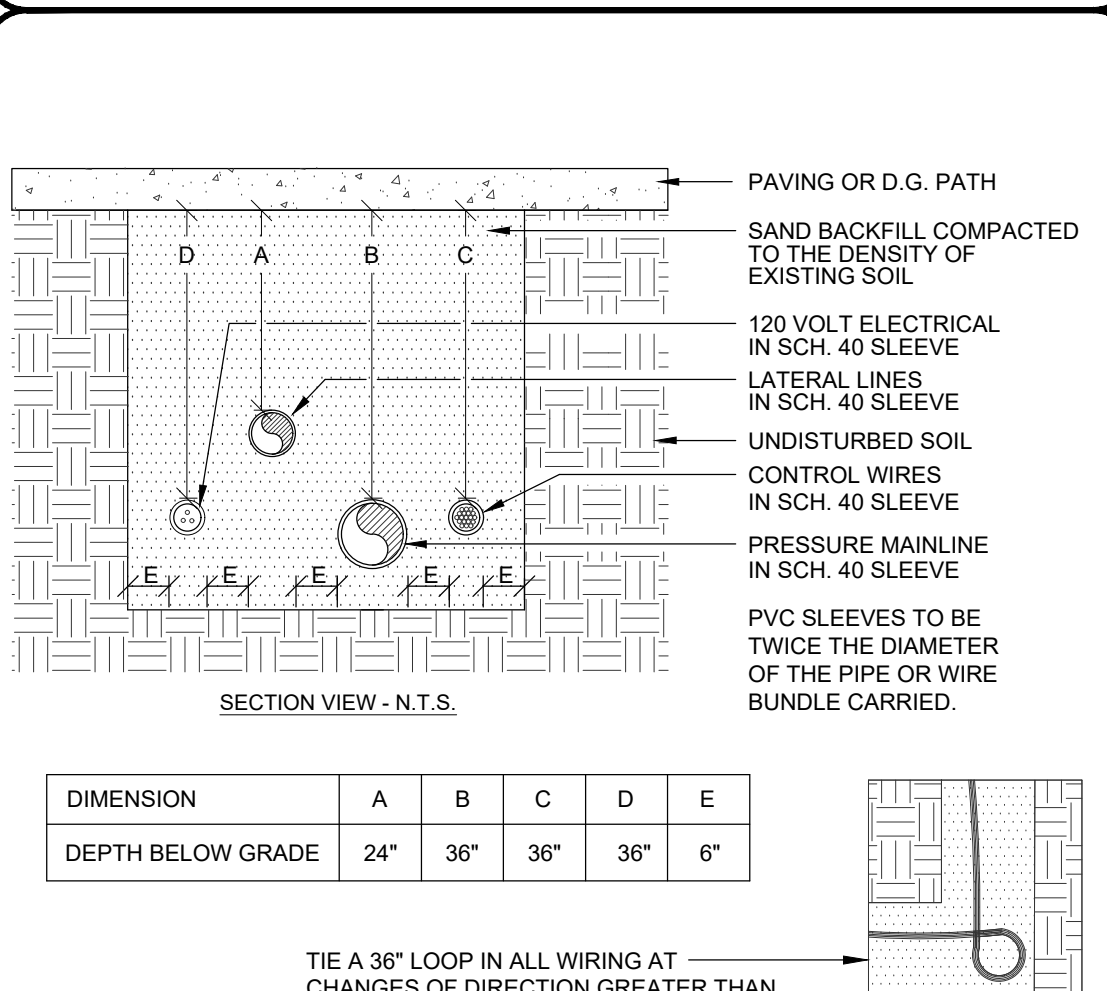 PAVING OR D.G. PATH
SAND BACKFILL COMPACTED
TO THE DENSITY OF
EXISTING SOIL
D A B C
120 VOLT ELECTRICAL
IN SCH. 40 SLEEVE
LATERAL LINES
IN SCH. 40 SLEEVE
UNDISTURBED SOIL
CONTROL WIRES
IN SCH. 40 SLEEVE
PRESSURE MAINLINE
IN SCH. 40 SLEEVE
E E E E E
PVC SLEEVES TO BE
TWICE THE DIAMETER
OF THE PIPE OR WIRE
BUNDLE CARRIED.
SECTION VIEW - N.T.S.
DIMENSION A B C D E
DEPTH BELOW GRADE 24" 36" 36" 36" 6"
TIE A 36" LOOP IN ALL WIRING AT
CHANGES OF DIRECTION GREATER THAN